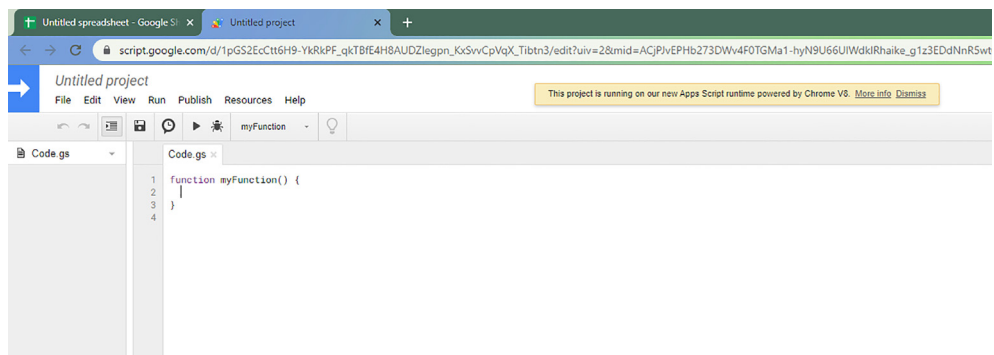 Untitled spreadsheet - Google Sh
Untitled project
script.google.com/d/1pGS2EcCtt6H9-YkRkPF_qkTBfE4H8AUDZIegpn_KxSvvCpVqX_Tibtn3/edit?uiv=2&mid=ACjPJvEPHb273DWv4F0TGMa1-hyN9U66UIWdklRhaike_g1z3EDdNnR5wt
Untitled project
File Edit View Run Publish Resources Help
This project is running on our new Apps Script runtime powered by Chrome V8. More info Dismiss
myFunction
Code.gs
Code.gs
1 function myFunction() {
2
3 }
4